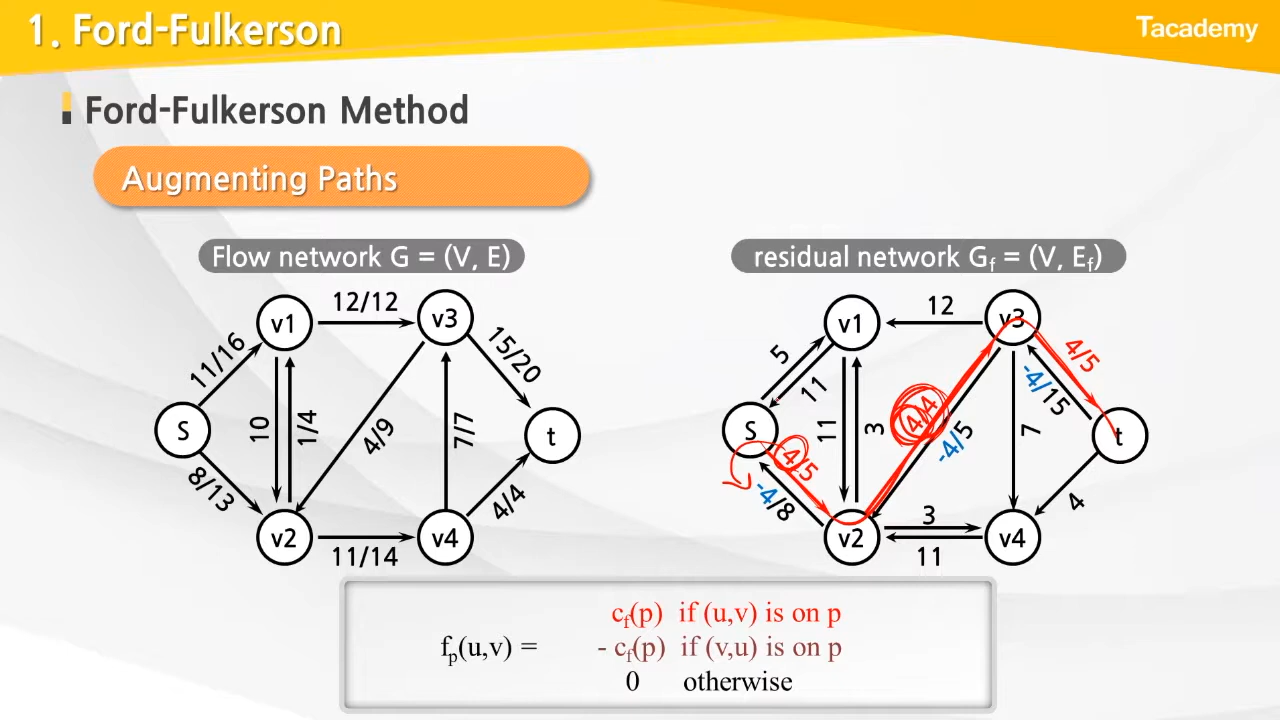 1. Ford-Fulkerson
Tacademy
Ford-Fulkerson Method
Augmenting Paths
Flow network G = (V, E)
v1
12/12
v3
11/16
15/20
S
10
1/4
4/9
7/7
t
8/13
4/4
v2
11/14
v4
residual network Gf = (V, Ef)
v1
12
v3
5
11
4/5
-4/15
S
11
3
4/4
-4/5
7
t
4/5
-4/8
4
v2
3
11
v4
cf(p) if (u,v) is on p
fp(u,v) = - cf(p) if (v,u) is on p
0 otherwise